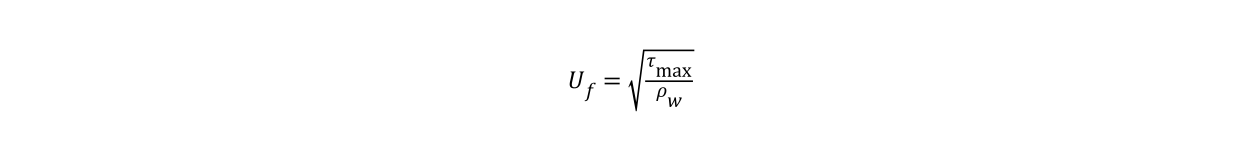 U_f = √(τ_max / ρ_w)